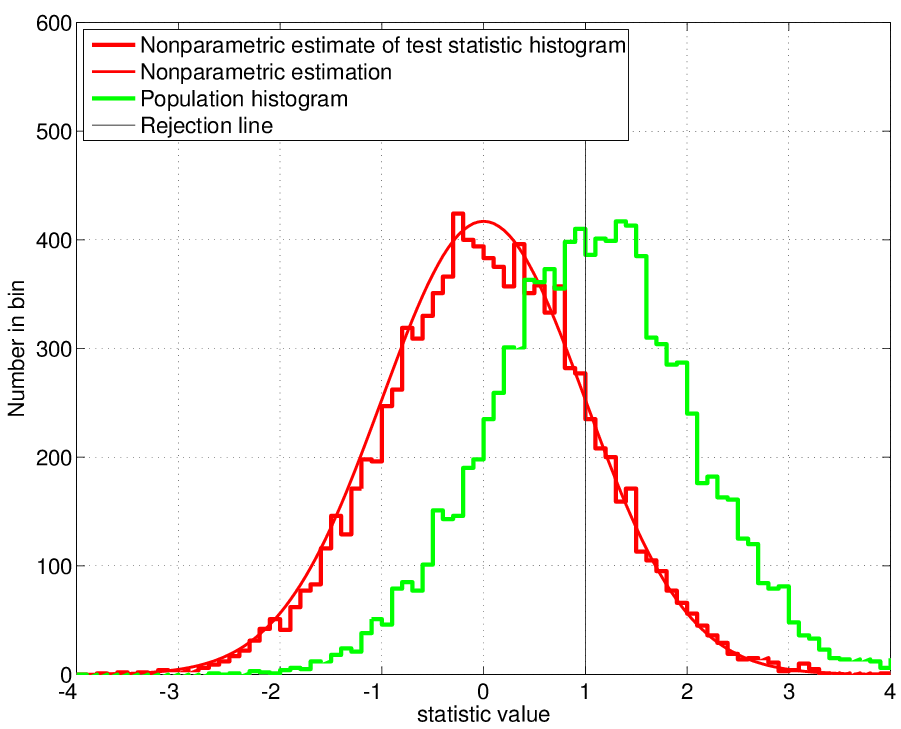 600
500
400
300
200
100
0
Number in bin
Nonparametric estimate of test statistic histogram
Nonparametric estimation
Population histogram
Rejection line
-4 -3 -2 -1 0 1 2 3 4
statistic value